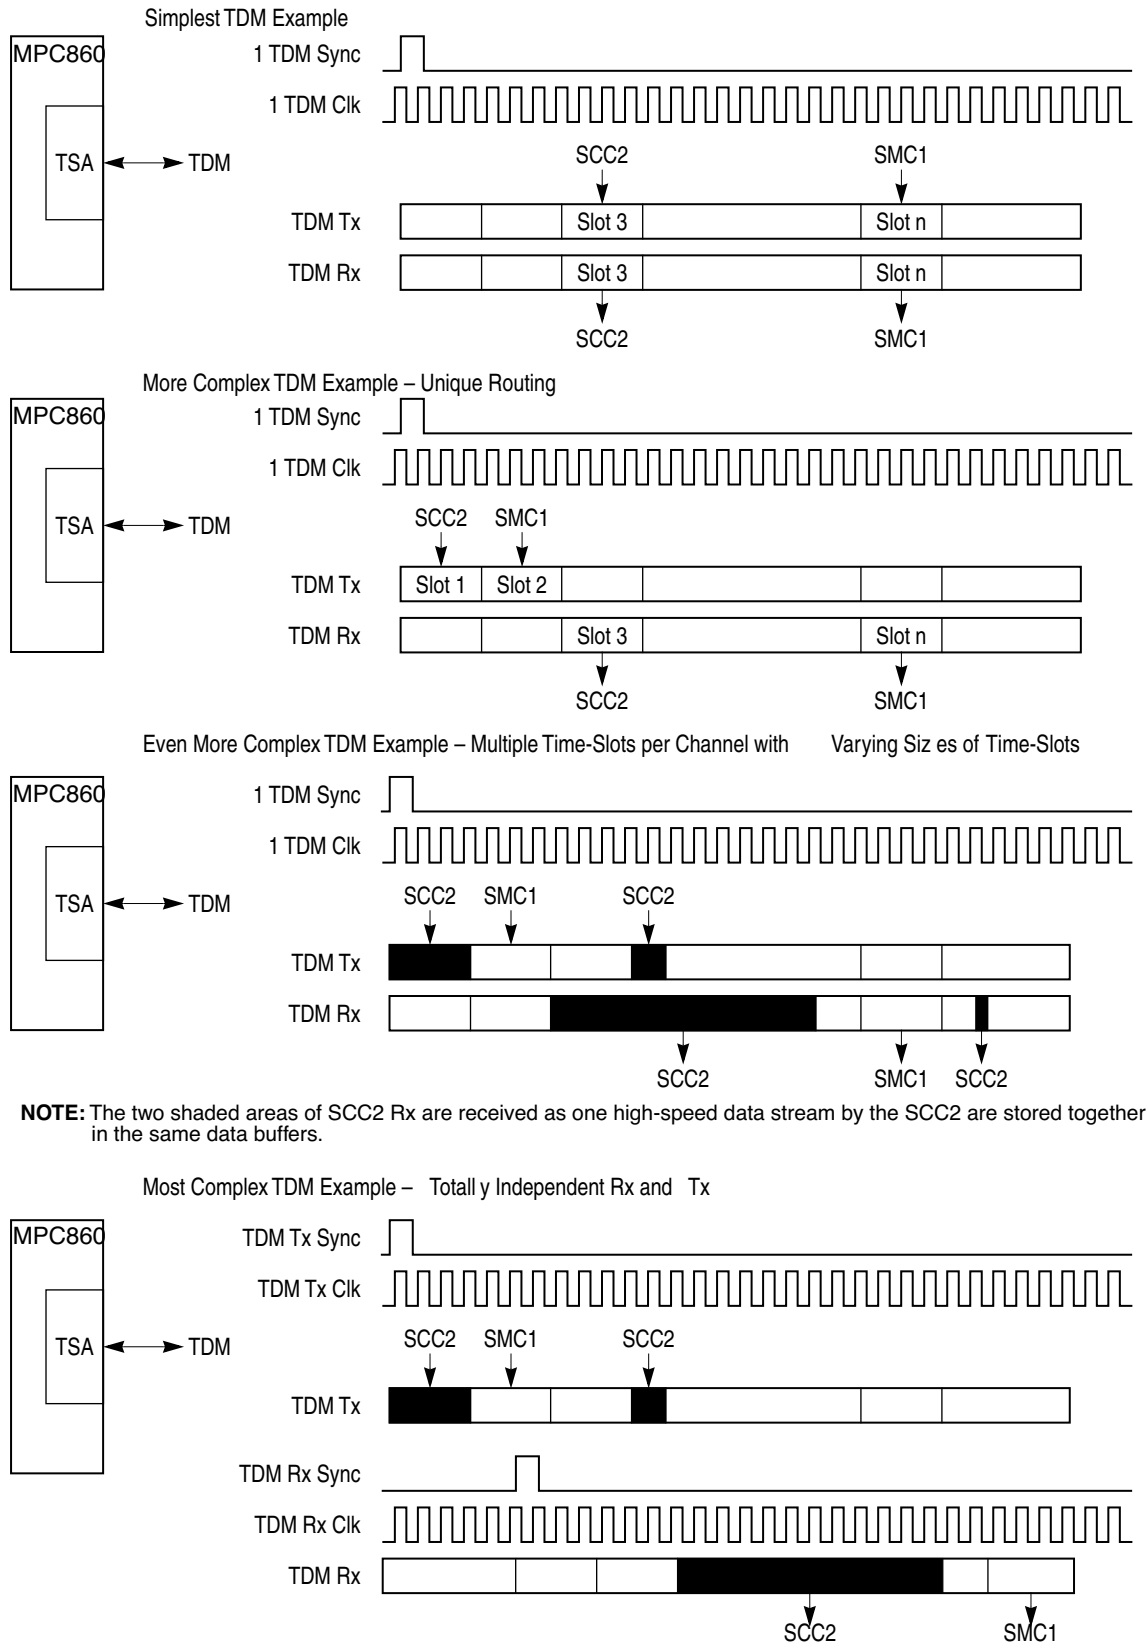 Simplest TDM Example
MPC860
1 TDM Sync
1 TDM Clk
SCC2 SMC1
TSA TDM
TDM Tx Slot 3 Slot n
TDM Rx Slot 3 Slot n
SCC2 SMC1
More Complex TDM Example – Unique Routing
MPC860
1 TDM Sync
1 TDM Clk
SCC2 SMC1
TSA TDM
TDM Tx Slot 1 Slot 2
TDM Rx Slot 3 Slot n
SCC2 SMC1
Even More Complex TDM Example – Multiple Time-Slots per Channel with Varying Siz es of Time-Slots
MPC860
1 TDM Sync
1 TDM Clk
SCC2 SMC1 SCC2
TSA TDM
TDM Tx
TDM Rx
SCC2 SMC1 SCC2
NOTE: The two shaded areas of SCC2 Rx are received as one high-speed data stream by the SCC2 are stored together
in the same data buffers.
Most Complex TDM Example – Totall y Independent Rx and Tx
MPC860
TDM Tx Sync
TDM Tx Clk
SCC2 SMC1 SCC2
TSA TDM
TDM Tx
TDM Rx Sync
TDM Rx Clk
TDM Rx
SCC2 SMC1